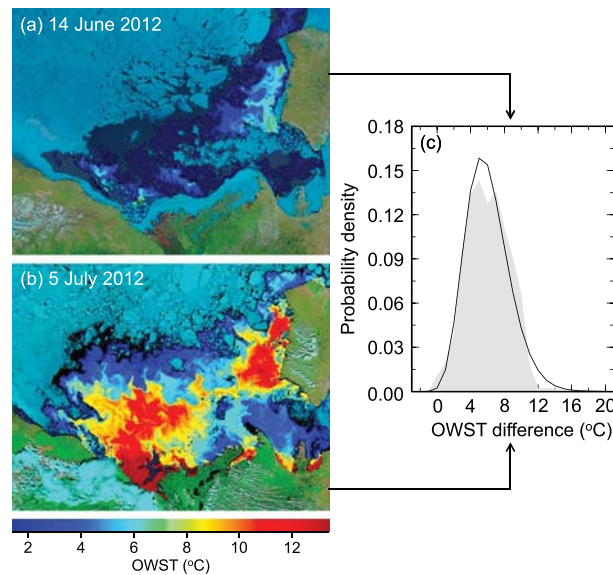 (a) 14 June 2012
(b) 5 July 2012
2 4 6 8 10 12
OWST (°C)
(c)
Probability density
0.18
0.15
0.12
0.09
0.06
0.03
0.00
0 4 8 12 16 20
OWST difference (°C)